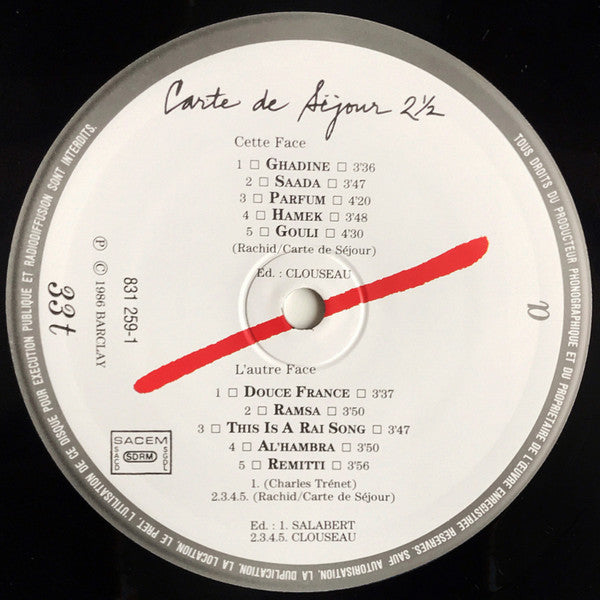 Carte de Séjour 2½
Cette Face
1 □ GHADINE □ 3'36
2 □ SAADA □ 3'47
3 □ PARFUM □ 4'20
4 □ HAMEK □ 3'48
5 □ GOULI □ 4'30
(Rachid/Carte de Séjour)
Ed. : CLOUSEAU
L'autre Face
1 □ DOUCE FRANCE □ 3'37
2 □ RAMSA □ 3'50
3 □ THIS IS A RAI SONG □ 3'47
4 □ AL'HAMBRA □ 3'50
5 □ REMITTI □ 3'56
1. (Charles Trénet)
2.3.4.5. (Rachid/Carte de Séjour)
Ed. : 1. SALABERT
2.3.4.5. CLOUSEAU
33t
831 259-1
℗ © 1986 BARCLAY
SACEM
SACD SDRM SGDL
TOUS DROITS DU PRODUCTEUR PHONOGRAPHIQUE ET DU PROPRIETAIRE DE L'ŒUVRE ENREGISTREE RESERVES. SAUF AUTORISATION, LA DUPLICATION, LA LOCATION, LE PRET, L'UTILISATION DE CE DISQUE POUR EXECUTION PUBLIQUE ET RADIODIFFUSION SONT INTERDITS.